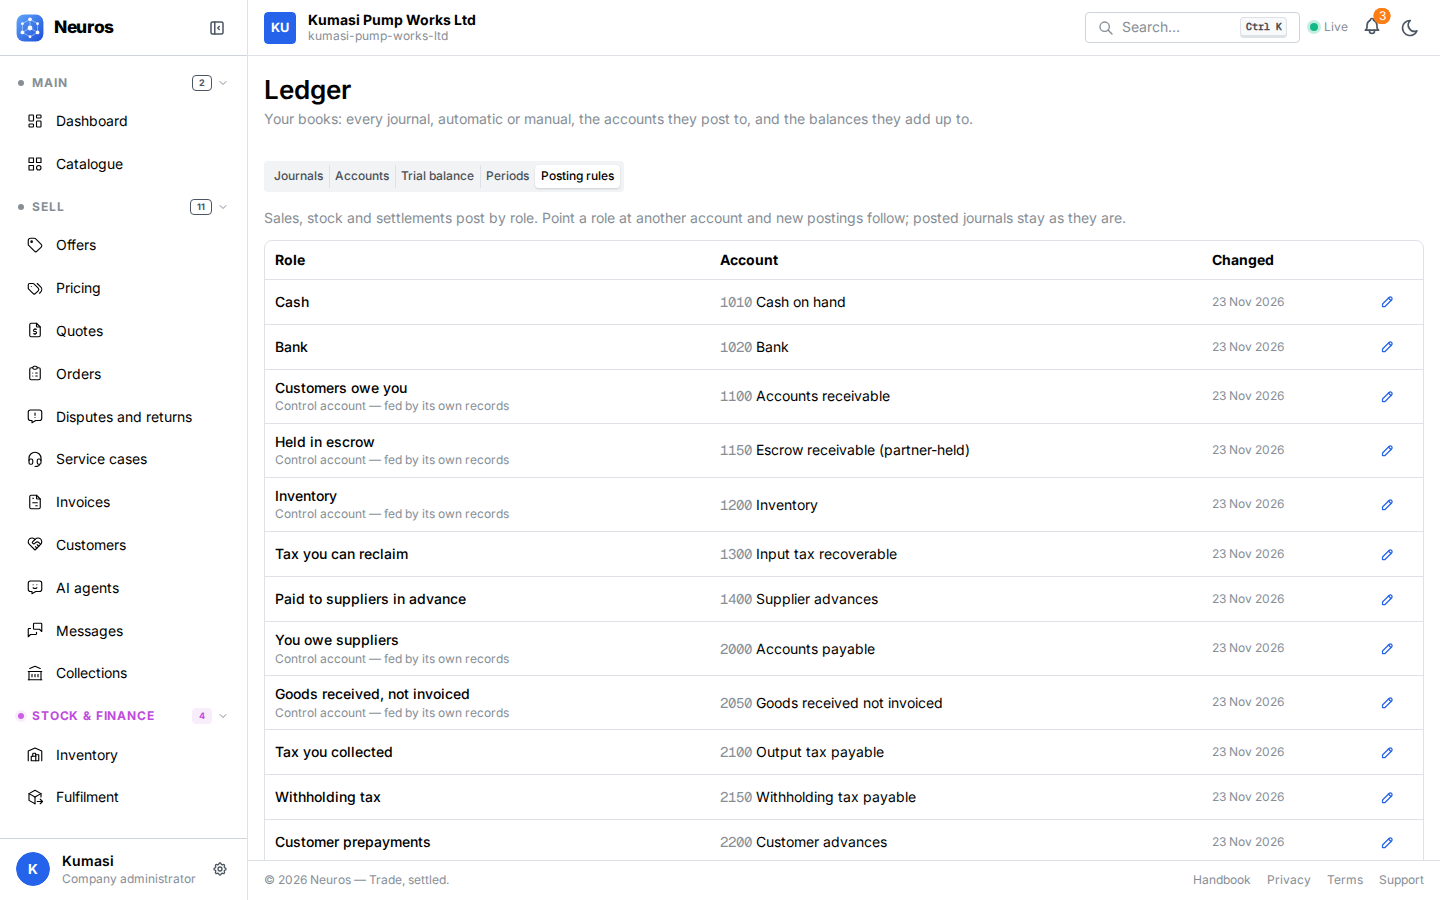 Neuros
KU
Kumasi Pump Works Ltd
kumasi-pump-works-ltd
Search...
Ctrl K
Live
3
MAIN
2
Dashboard
Catalogue
SELL
11
Offers
Pricing
Quotes
Orders
Disputes and returns
Service cases
Invoices
Customers
AI agents
Messages
Collections
STOCK & FINANCE
4
Inventory
Fulfilment
K
Kumasi
Company administrator
Ledger
Your books: every journal, automatic or manual, the accounts they post to, and the balances they add up to.
Journals Accounts Trial balance Periods Posting rules
Sales, stock and settlements post by role. Point a role at another account and new postings follow; posted journals stay as they are.
Role Account Changed
Cash 1010 Cash on hand 23 Nov 2026
Bank 1020 Bank 23 Nov 2026
Customers owe you
Control account — fed by its own records
1100 Accounts receivable 23 Nov 2026
Held in escrow
Control account — fed by its own records
1150 Escrow receivable (partner-held) 23 Nov 2026
Inventory
Control account — fed by its own records
1200 Inventory 23 Nov 2026
Tax you can reclaim 1300 Input tax recoverable 23 Nov 2026
Paid to suppliers in advance 1400 Supplier advances 23 Nov 2026
You owe suppliers
Control account — fed by its own records
2000 Accounts payable 23 Nov 2026
Goods received, not invoiced
Control account — fed by its own records
2050 Goods received not invoiced 23 Nov 2026
Tax you collected 2100 Output tax payable 23 Nov 2026
Withholding tax 2150 Withholding tax payable 23 Nov 2026
Customer prepayments 2200 Customer advances 23 Nov 2026
© 2026 Neuros — Trade, settled.
Handbook Privacy Terms Support